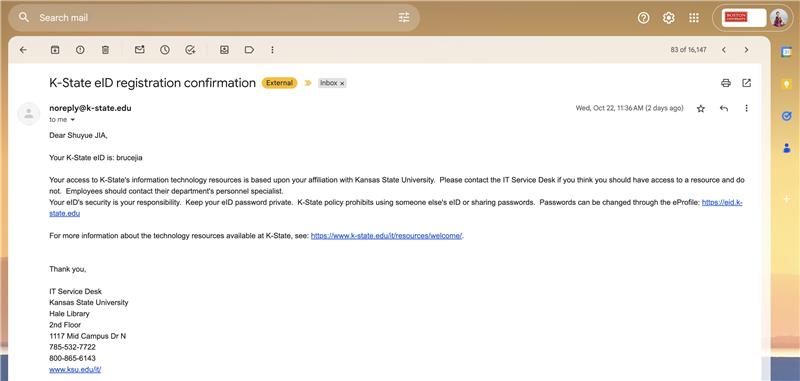 Search mail
BOSTON
UNIVERSITY
83 of 16,147
K-State eID registration confirmation
External
Inbox ×
noreply@k-state.edu
Wed, Oct 22, 11:36 AM (2 days ago)
to me
Dear Shuyue JIA,
Your K-State eID is: brucejia
Your access to K-State's information technology resources is based upon your affiliation with Kansas State University.  Please contact the IT Service Desk if you think you should have access to a resource and do
not.  Employees should contact their department's personnel specialist.
Your eID's security is your responsibility.  Keep your eID password private.  K-State policy prohibits using someone else's eID or sharing passwords.  Passwords can be changed through the eProfile: https://eid.k-
state.edu
For more information about the technology resources available at K-State, see: https://www.k-state.edu/it/resources/welcome/.
Thank you,
IT Service Desk
Kansas State University
Hale Library
2nd Floor
1117 Mid Campus Dr N
785-532-7722
800-865-6143
www.ksu.edu/it/